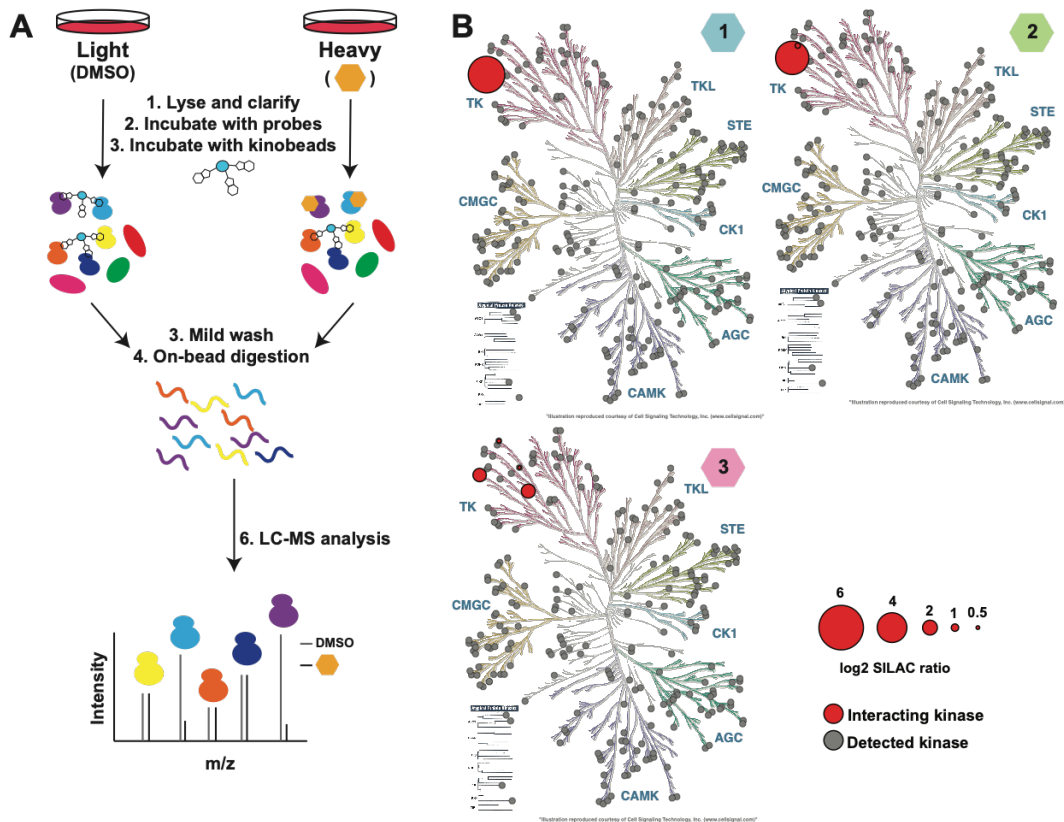 A
Light
(DMSO)
Heavy
( )
1. Lyse and clarify
2. Incubate with probes
3. Incubate with kinobeads
3. Mild wash
4. On-bead digestion
6. LC-MS analysis
DMSO
Intensity
m/z
B
1
TK
TKL
STE
CMGC
CK1
AGC
CAMK
"Illustration reproduced courtesy of Cell Signaling Technology, Inc. (www.cellsignal.com)"
2
TK
TKL
STE
CMGC
CK1
AGC
CAMK
"Illustration reproduced courtesy of Cell Signaling Technology, Inc. (www.cellsignal.com)
3
TK
TKL
STE
CMGC
CK1
AGC
CAMK
"Illustration reproduced courtesy of Cell Signaling Technology, Inc. (www.cellsignal.com)"
6
4
2
1
0.5
log2 SILAC ratio
Interacting kinase
Detected kinase